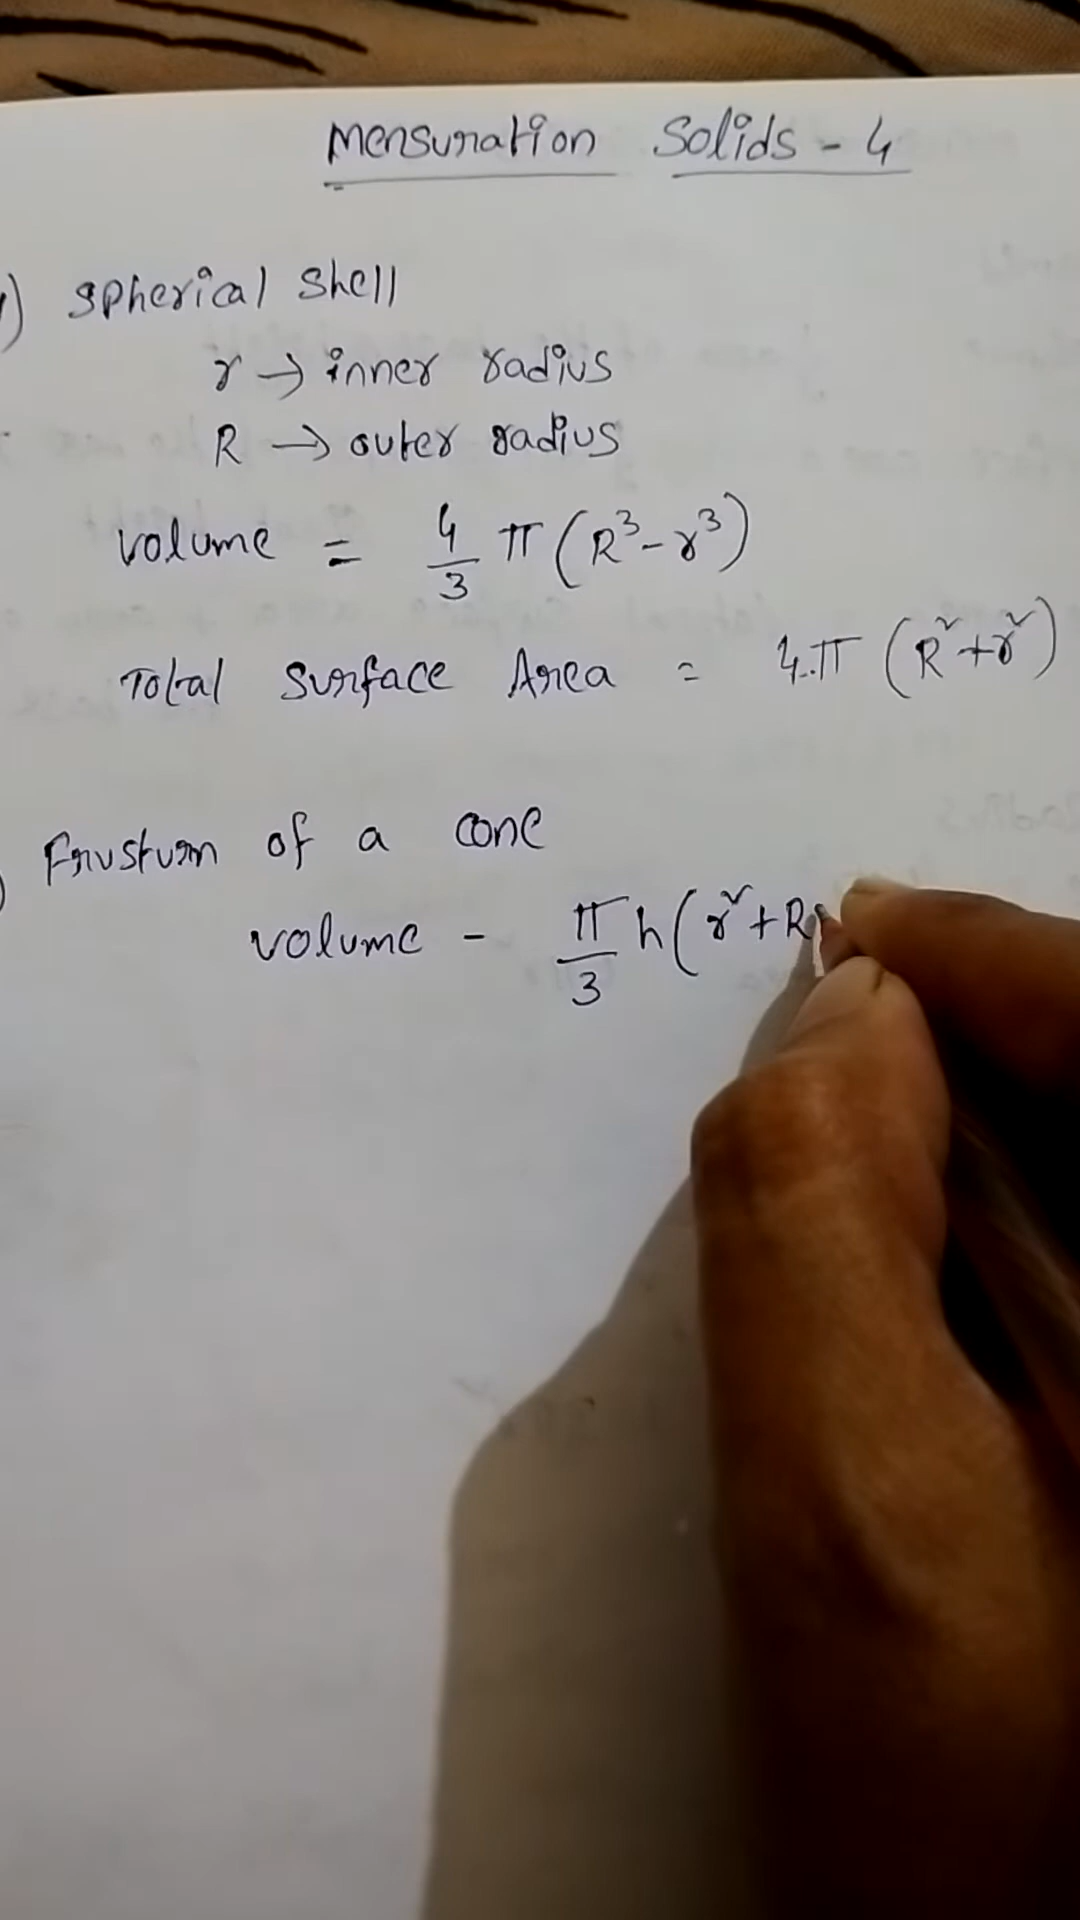 Mensuration Solids - 4
) Spherical Shell
r → inner radius
R → outer radius
volume = 4/3 π (R³ - r³)
Total Surface Area = 4.π (R² + r²)
) Frustum of a cone
volume - π/3 h (r² + R